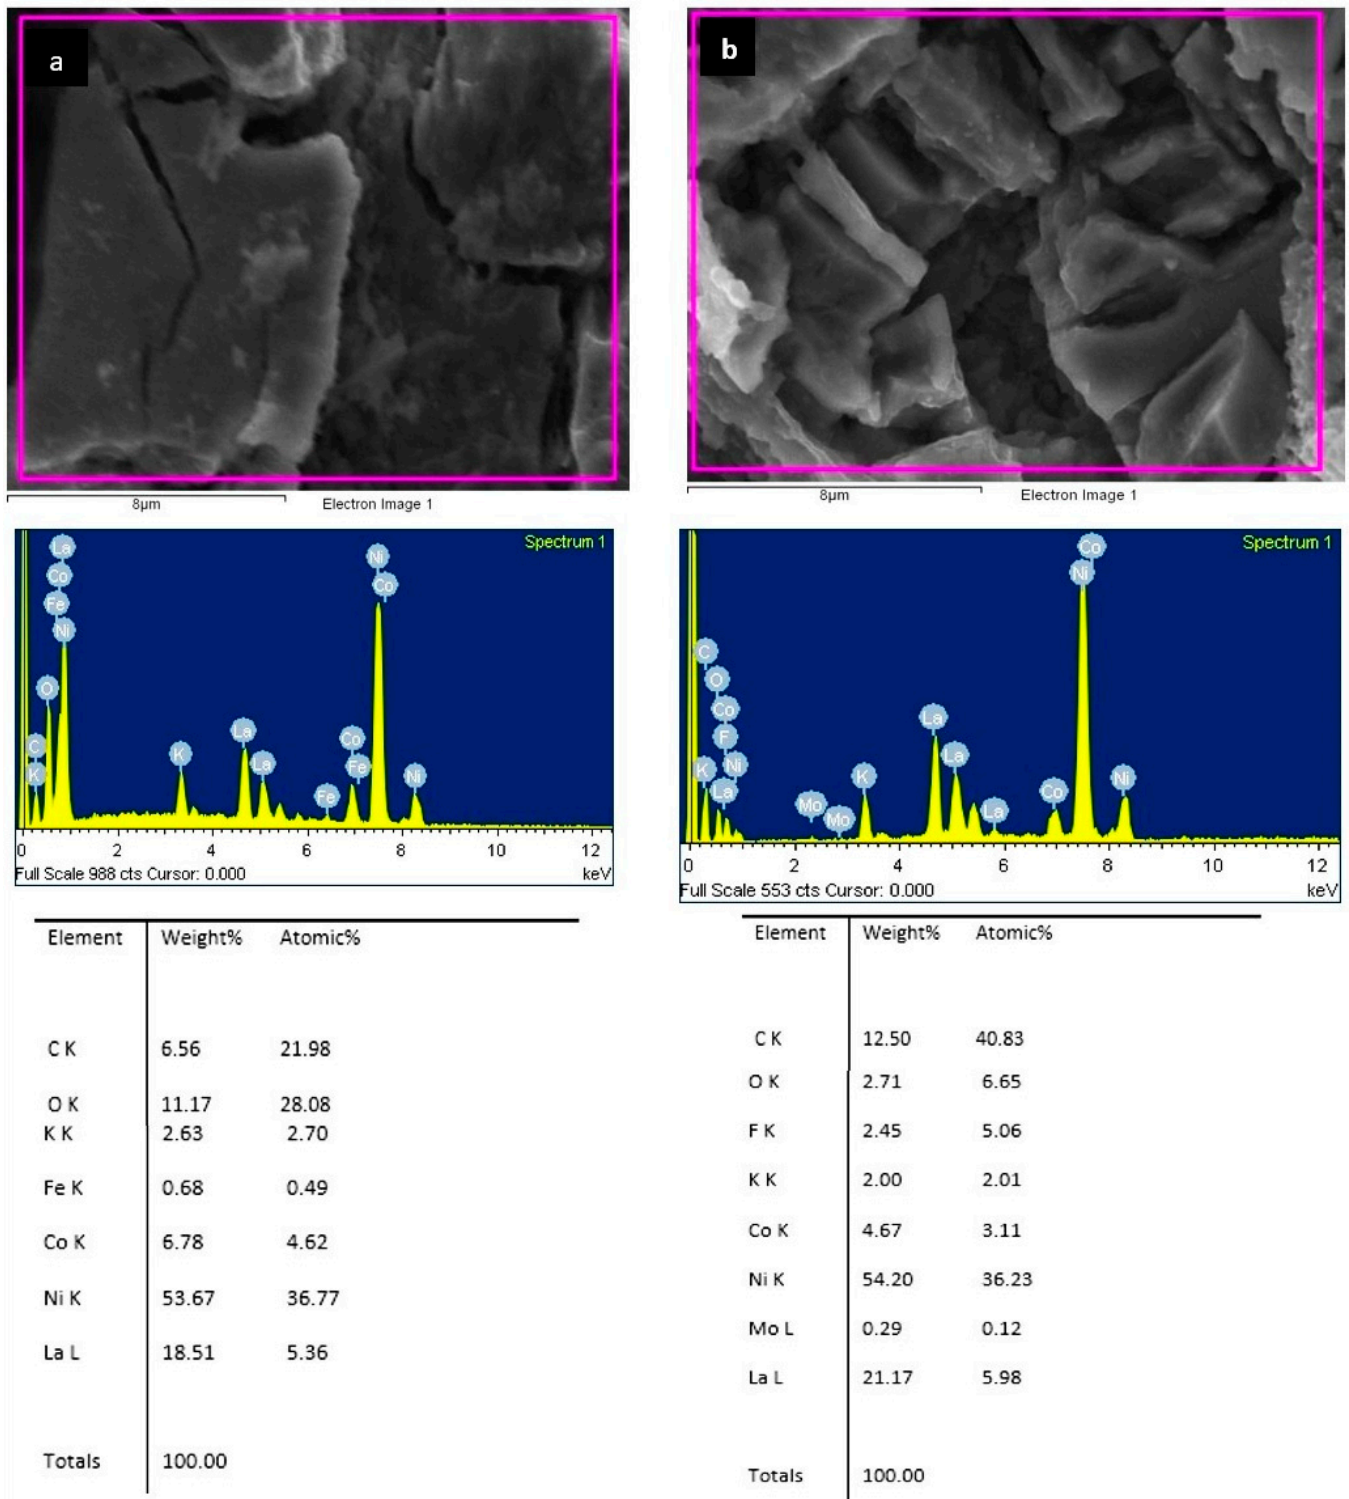 a
8µm
Electron Image 1
Spectrum 1
La
Co
Fe
Ni
O
C
K
K
La
La
Fe
Co
Fe
Ni
Co
Ni
0 2 4 6 8 10 12
Full Scale 988 cts Cursor: 0.000 keV
Element Weight% Atomic%
C K 6.56 21.98
O K 11.17 28.08
K K 2.63 2.70
Fe K 0.68 0.49
Co K 6.78 4.62
Ni K 53.67 36.77
La L 18.51 5.36
Totals 100.00
b
8µm
Electron Image 1
Spectrum 1
C
O
Co
F
Ni
K
La
Mo
Mo
K
La
La
La
Co
Co
Ni
Ni
0 2 4 6 8 10 12
Full Scale 553 cts Cursor: 0.000 keV
Element Weight% Atomic%
C K 12.50 40.83
O K 2.71 6.65
F K 2.45 5.06
K K 2.00 2.01
Co K 4.67 3.11
Ni K 54.20 36.23
Mo L 0.29 0.12
La L 21.17 5.98
Totals 100.00